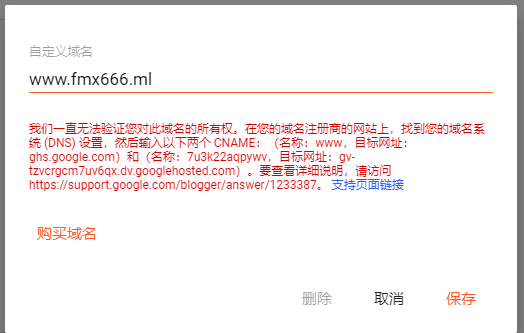 自定义域名
www.fmx666.ml
我们一直无法验证您对此域名的所有权。在您的域名注册商的网站上，找到您的域名系
统 (DNS) 设置，然后输入以下两个 CNAME：（名称：www，目标网址：
ghs.google.com）和（名称：7u3k22aqpywv，目标网址：gv-
tzvcrgcm7uv6qx.dv.googlehosted.com）。要查看详细说明，请访问
https://support.google.com/blogger/answer/1233387。 支持页面链接
购买域名
删除 取消 保存